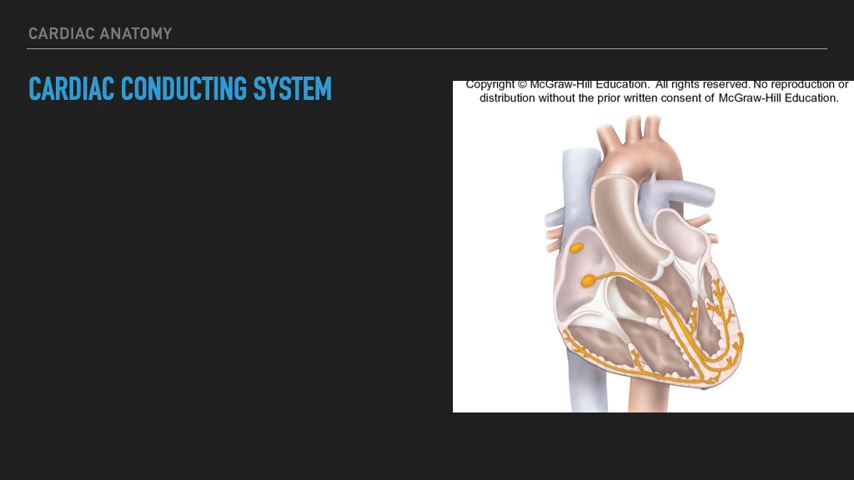 CARDIAC ANATOMY
CARDIAC CONDUCTING SYSTEM
Copyright © McGraw-Hill Education. All rights reserved. No reproduction or
distribution without the prior written consent of McGraw-Hill Education.